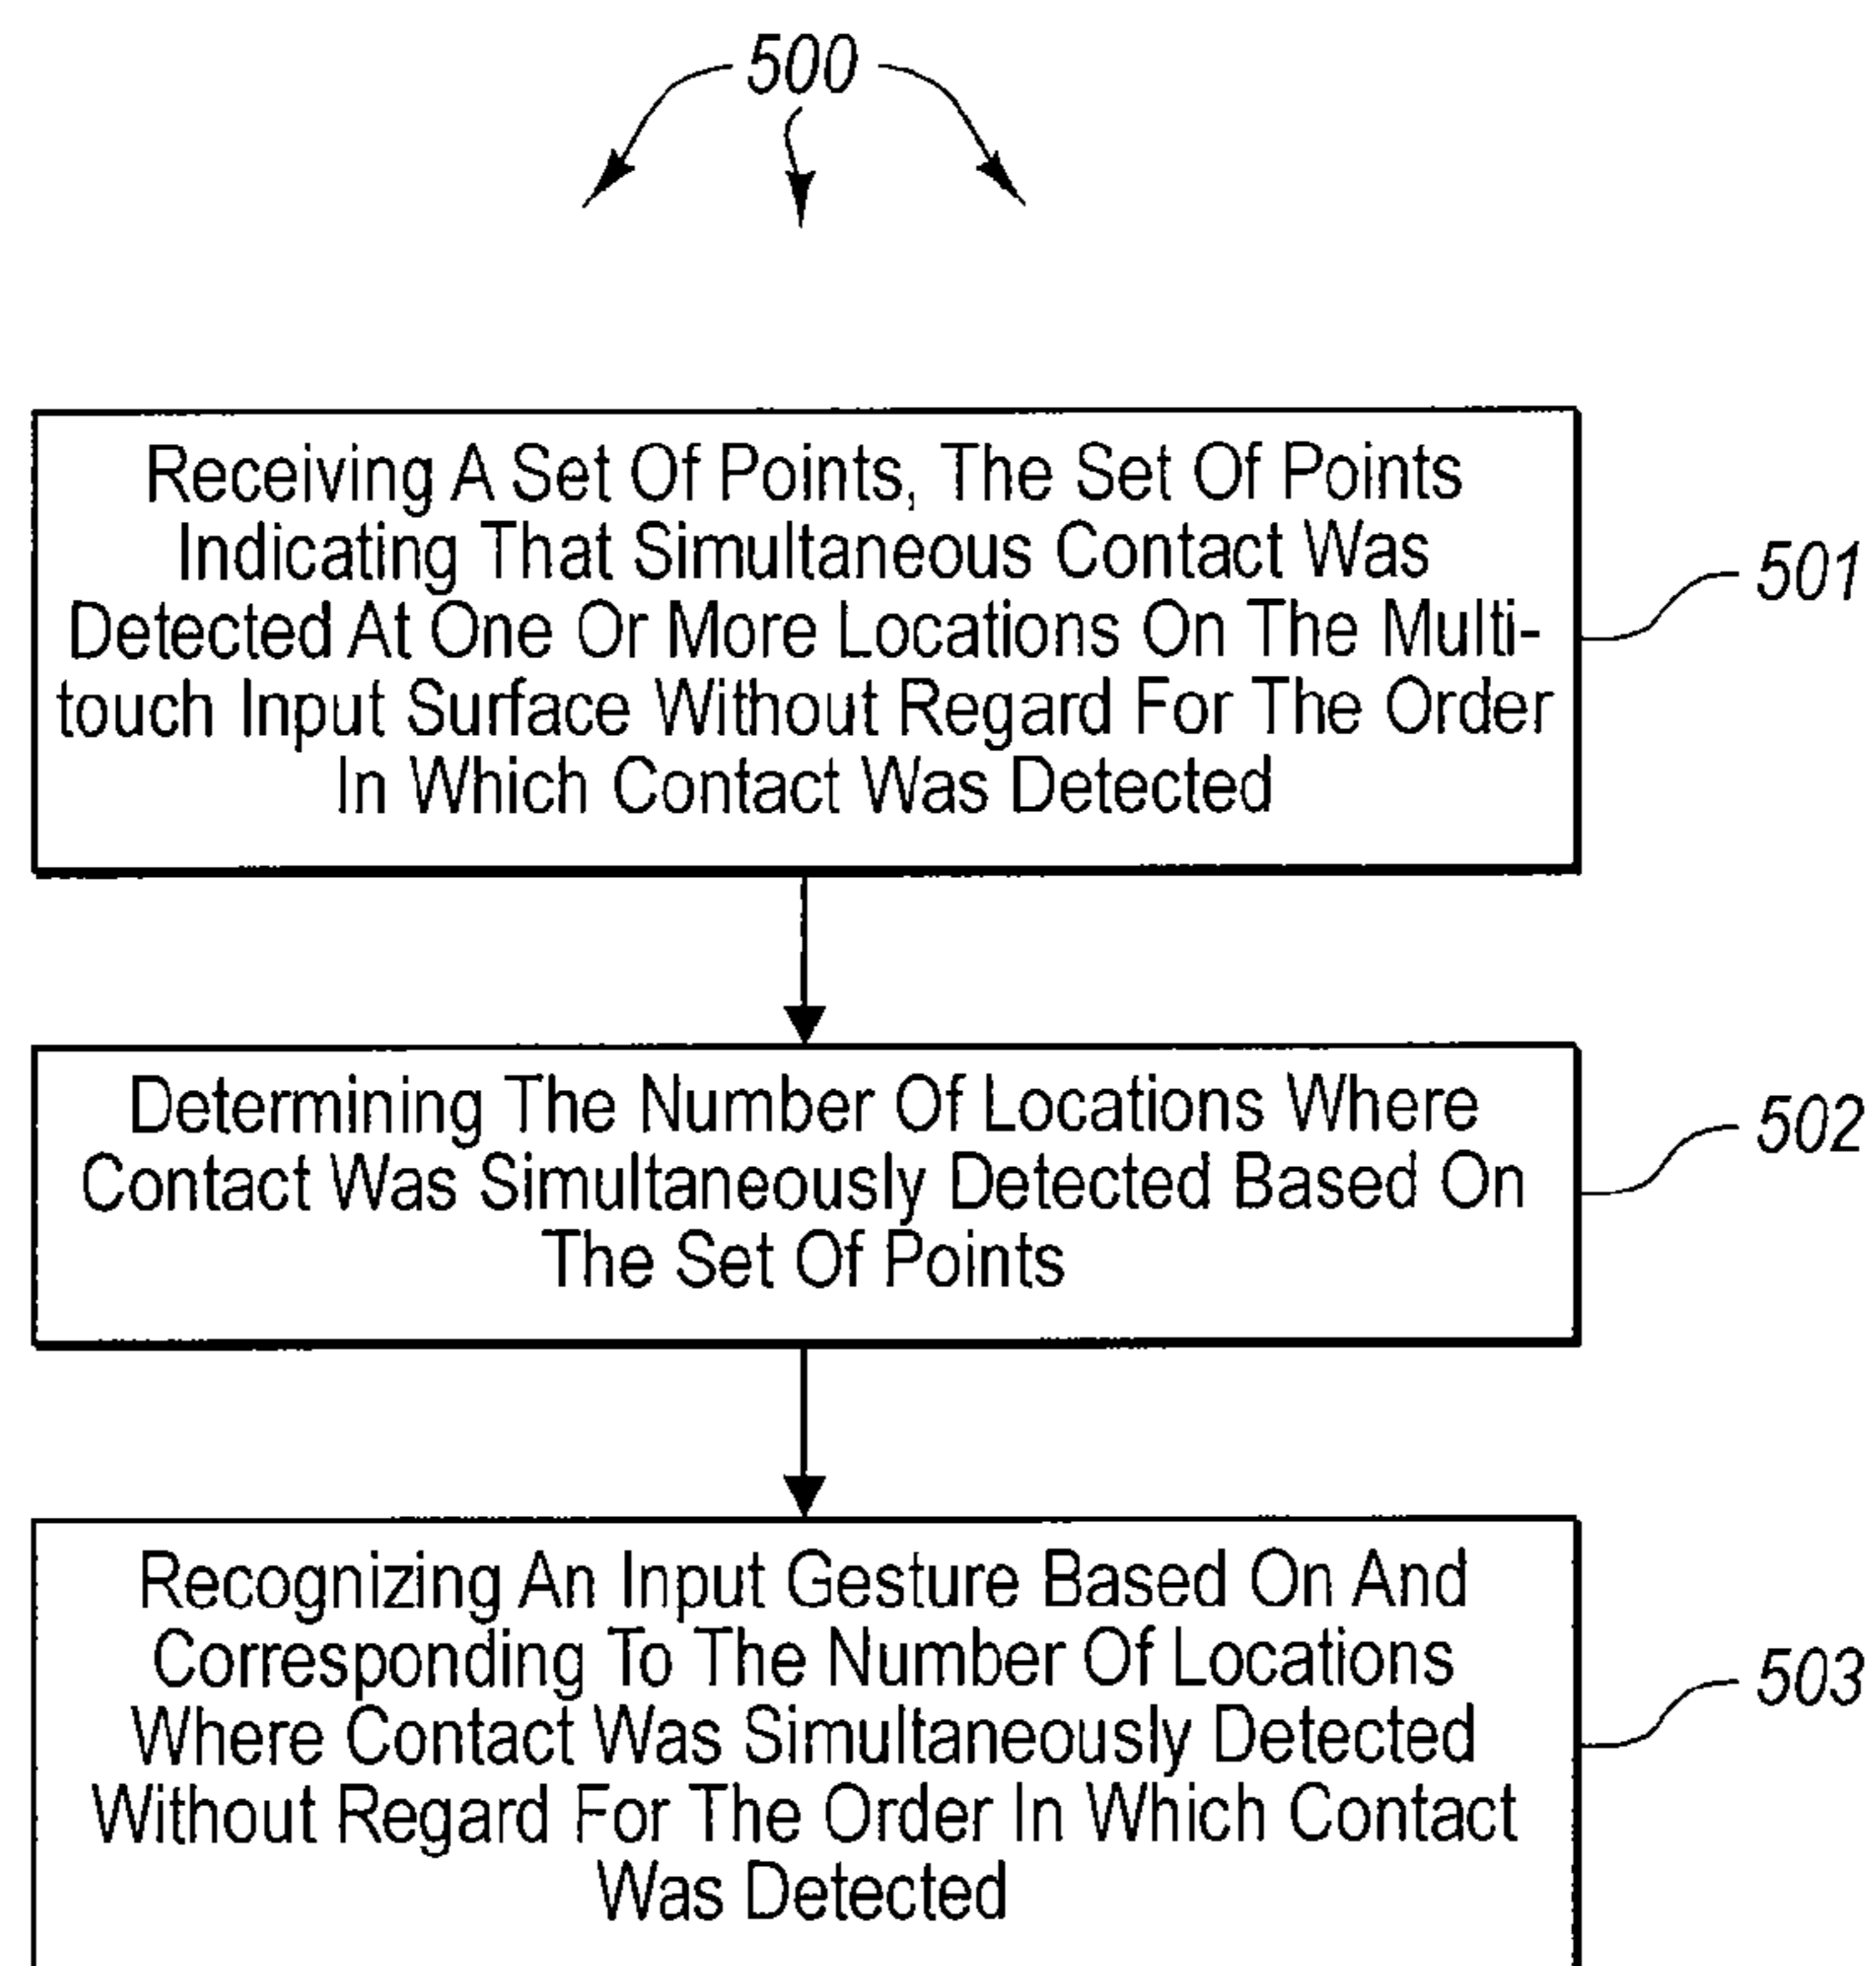 500
Receiving A Set Of Points, The Set Of Points
Indicating That Simultaneous Contact Was
Detected At One Or More Locations On The Multi-
touch Input Surface Without Regard For The Order
In Which Contact Was Detected
501
Determining The Number Of Locations Where
Contact Was Simultaneously Detected Based On
The Set Of Points
502
Recognizing An Input Gesture Based On And
Corresponding To The Number Of Locations
Where Contact Was Simultaneously Detected
Without Regard For The Order In Which Contact
Was Detected
503